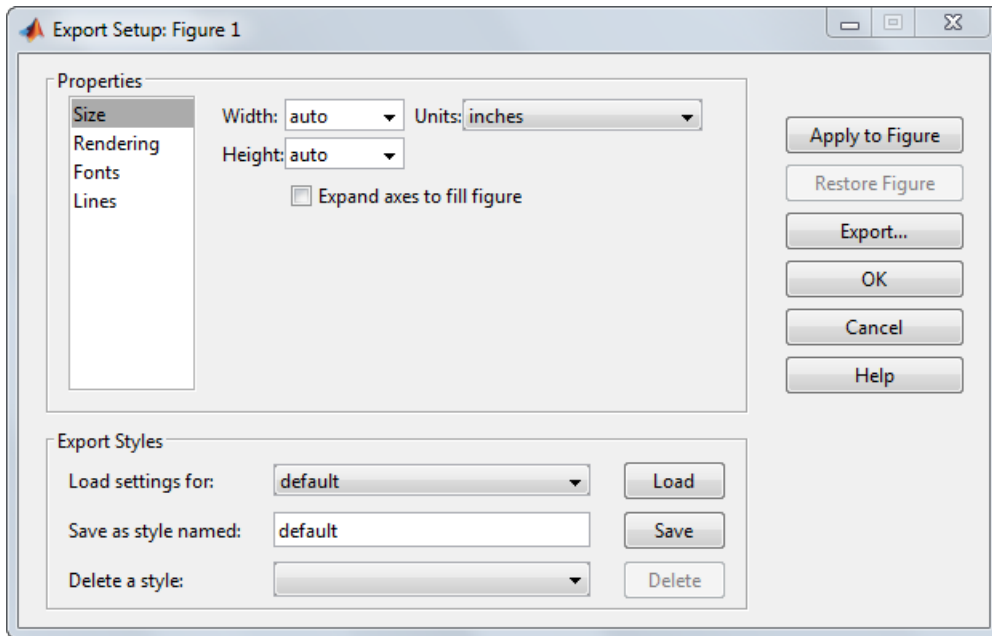 Export Setup: Figure 1
Properties
Size
Rendering
Fonts
Lines
Width: auto Units: inches
Height: auto
Expand axes to fill figure
Apply to Figure
Restore Figure
Export...
OK
Cancel
Help
Export Styles
Load settings for: default Load
Save as style named: default Save
Delete a style: Delete